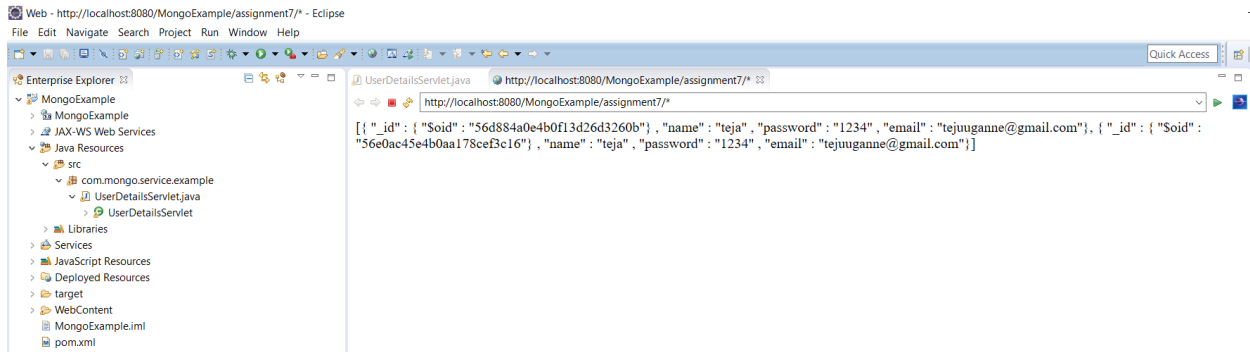 Web - http://localhost:8080/MongoExample/assignment7/* - Eclipse
File Edit Navigate Search Project Run Window Help
Quick Access
Enterprise Explorer
UserDetailsServlet.java
http://localhost:8080/MongoExample/assignment7/*
MongoExample
http://localhost:8080/MongoExample/assignment7/*
MongoExample
JAX-WS Web Services
Java Resources
src
com.mongo.service.example
UserDetailsServlet.java
UserDetailsServlet
Libraries
Services
JavaScript Resources
Deployed Resources
target
WebContent
MongoExample.iml
pom.xml
[{ "_id" : { "$oid" : "56d884a0e4b0f13d26d3260b"} , "name" : "teja" , "password" : "1234" , "email" : "tejuuganne@gmail.com"}, { "_id" : { "$oid" :
"56e0ac45e4b0aa178cef3c16"} , "name" : "teja" , "password" : "1234" , "email" : "tejuuganne@gmail.com"}]